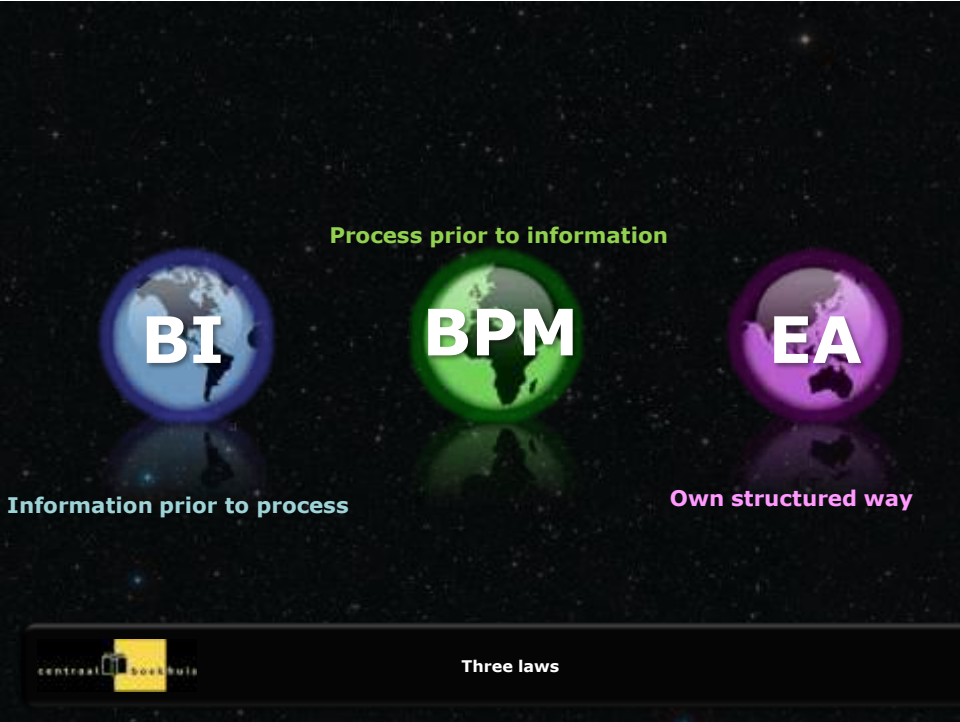 Process prior to information
BI
BPM
EA
Information prior to process
Own structured way
centraal boekhuis
Three laws